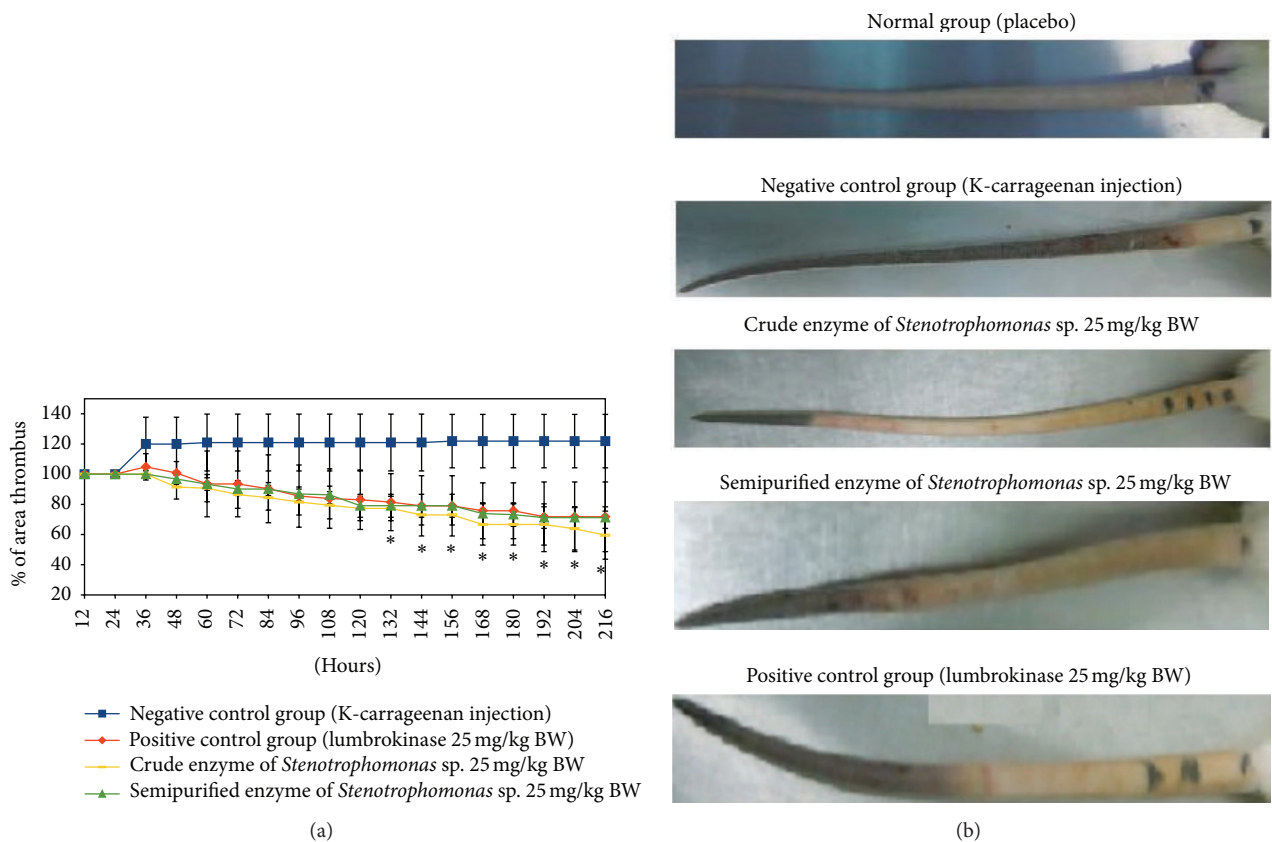 % of area thrombus
140
120
100
80
60
40
20
* * * * * * * *
12 24 36 48 60 72 84 96 108 120 132 144 156 168 180 192 204 216
(Hours)
Negative control group (K-carrageenan injection)
Positive control group (lumbrokinase 25 mg/kg BW)
Crude enzyme of Stenotrophomonas sp. 25 mg/kg BW
Semipurified enzyme of Stenotrophomonas sp. 25 mg/kg BW
(a)
Normal group (placebo)
Negative control group (K-carrageenan injection)
Crude enzyme of Stenotrophomonas sp. 25 mg/kg BW
Semipurified enzyme of Stenotrophomonas sp. 25 mg/kg BW
Positive control group (lumbrokinase 25 mg/kg BW)
(b)